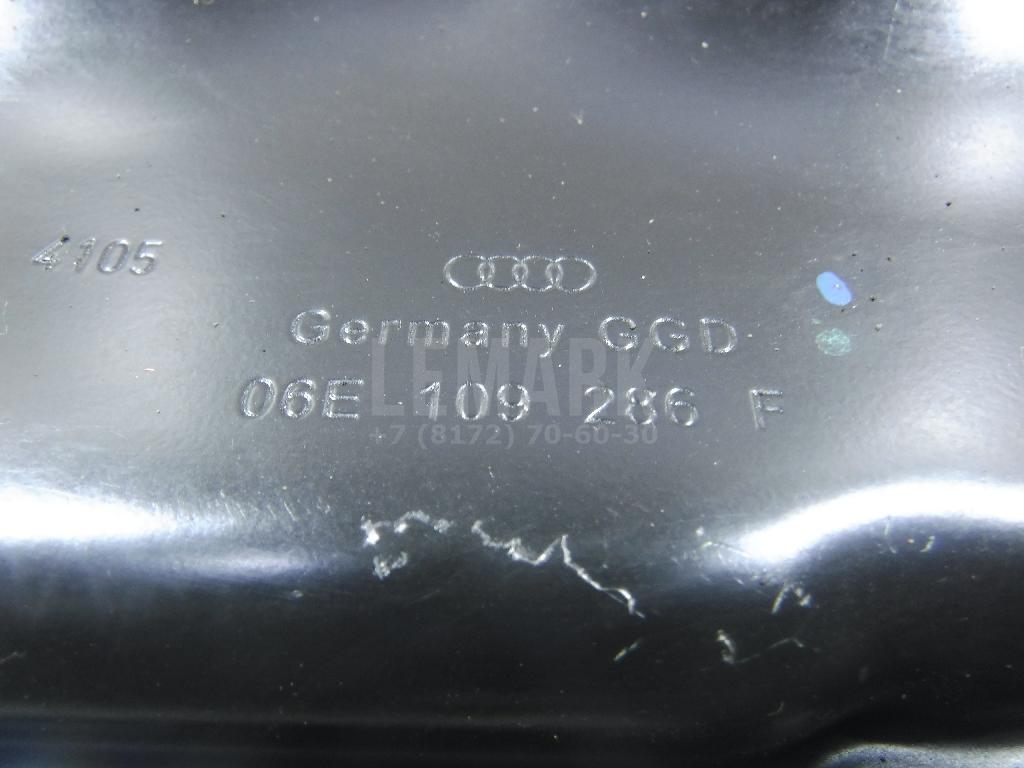 4105
Germany GGD
06E 109 286 F
LEMARK
+7 (8172) 70-60-30